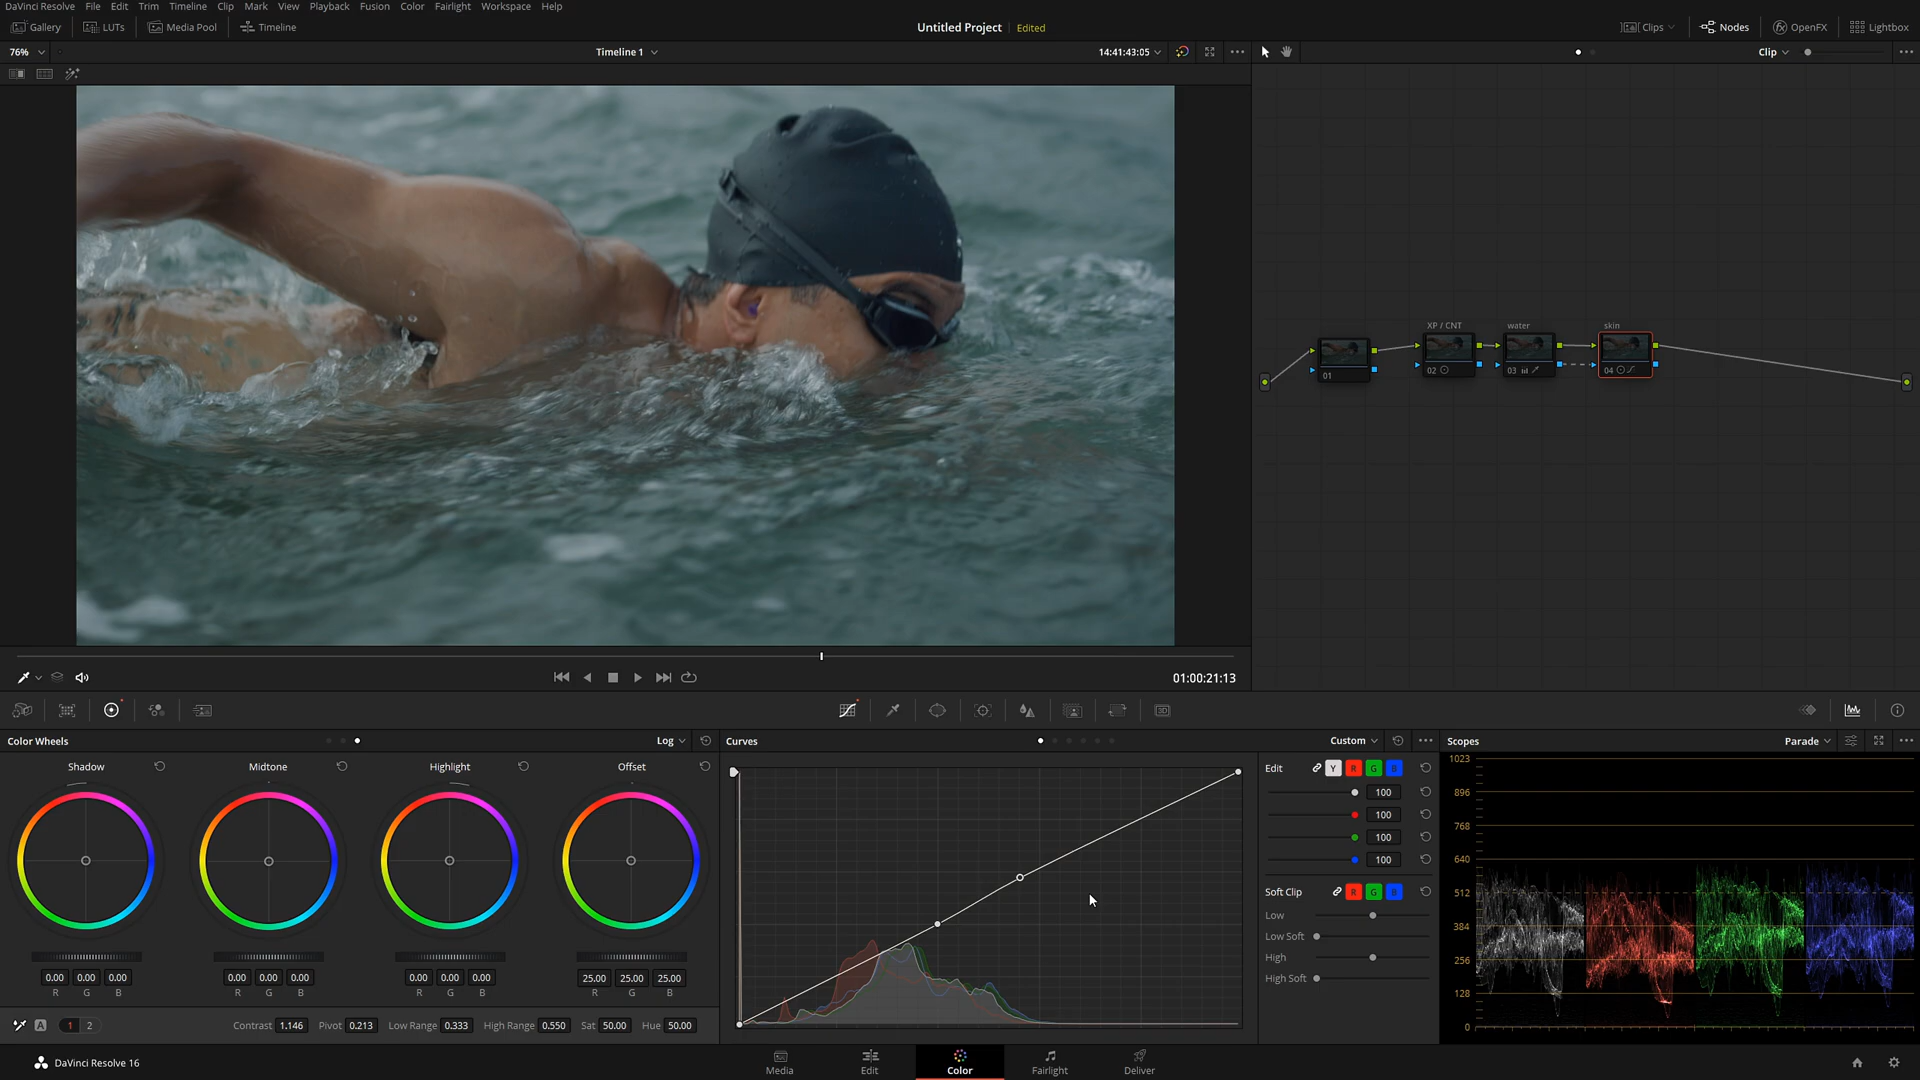 DaVinci Resolve File Edit Trim Timeline Clip Mark View Playback Fusion Color Fairlight Workspace Help
Gallery LUTs Media Pool Timeline Untitled Project Edited Clips Nodes OpenFX Lightbox
76% Timeline 1 14:41:43:05 Clip
XP / CNT water skin
01 02 03 04
01:00:21:13
Color Wheels Log Curves Custom Scopes Parade
Shadow Midtone Highlight Offset
0.00 0.00 0.00 0.00 0.00 0.00 0.00 0.00 0.00 25.00 25.00 25.00
R G B R G B R G B R G B
A 1 2 Contrast 1.146 Pivot 0.213 Low Range 0.333 High Range 0.550 Sat 50.00 Hue 50.00
Edit Y R G B
100
100
100
100
Soft Clip R G B
Low
Low Soft
High
High Soft
1023
896
768
640
512
384
256
128
0
DaVinci Resolve 16 Media Edit Color Fairlight Deliver
3D